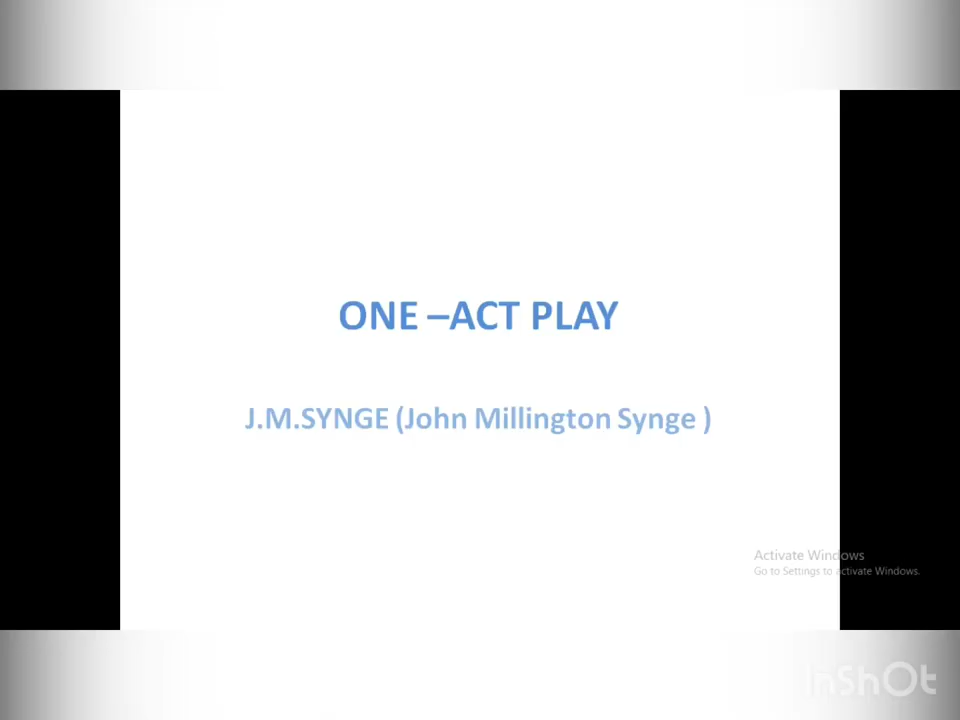 ONE –ACT PLAY
J.M.SYNGE (John Millington Synge )
Activate Windows
Go to Settings to activate Windows.
InShOt